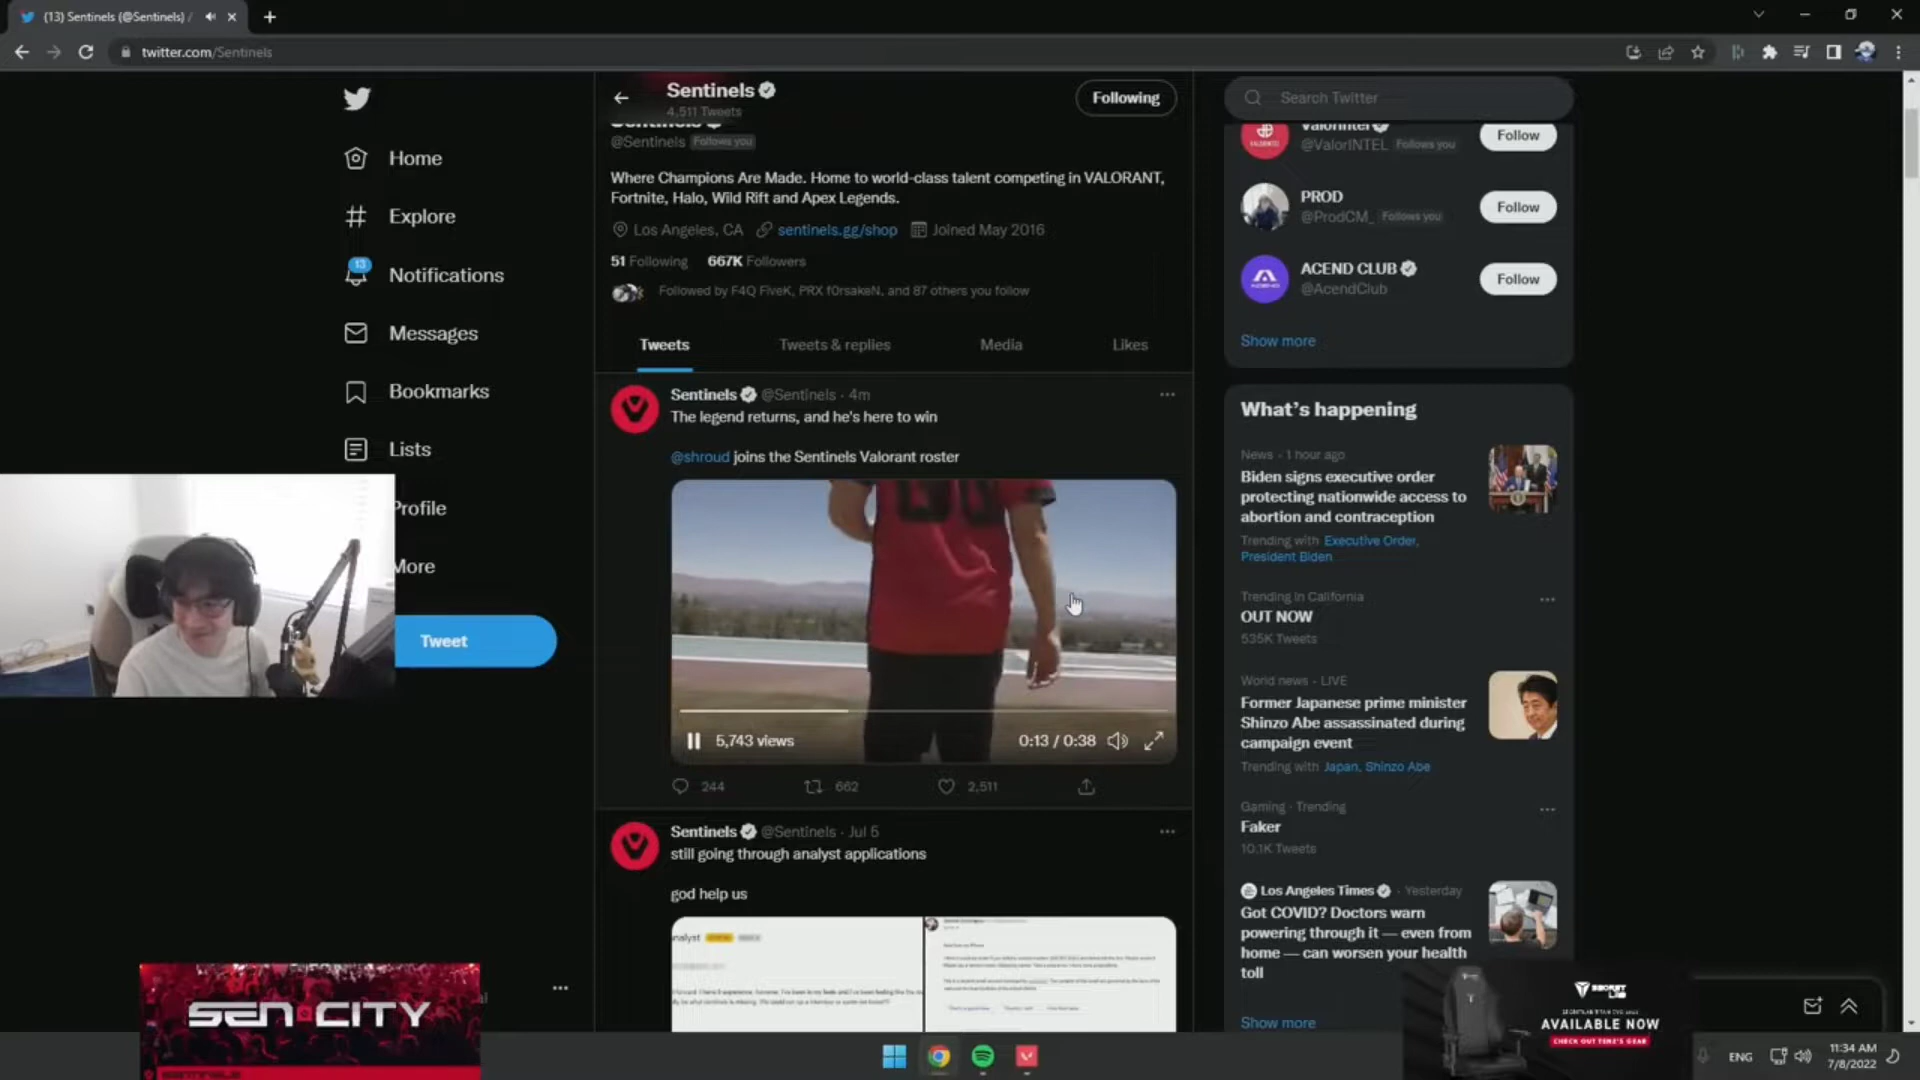 (13) Sentinels (@Sentinels) /
twitter.com/Sentinels
Home
Explore
13
Notifications
Messages
Bookmarks
Lists
Profile
More
Tweet
Sentinels
4,511 Tweets
Following
@Sentinels Follows you
Where Champions Are Made. Home to world-class talent competing in VALORANT,
Fortnite, Halo, Wild Rift and Apex Legends.
Los Angeles, CA sentinels.gg/shop Joined May 2016
51 Following 667K Followers
Followed by F4Q FiveK, PRX f0rsakeN, and 87 others you follow
Tweets Tweets & replies Media Likes
Sentinels @Sentinels · 4m
The legend returns, and he's here to win
@shroud joins the Sentinels Valorant roster
5,743 views 0:13 / 0:38
244 662 2,511
Sentinels @Sentinels · Jul 5
still going through analyst applications
god help us
Search Twitter
ValorIntel
@ValorINTEL Follows you
Follow
PROD
@ProdCM_ Follows you
Follow
ACEND CLUB
@AcendClub
Follow
Show more
What's happening
News · 1 hour ago
Biden signs executive order
protecting nationwide access to
abortion and contraception
Trending with Executive Order,
President Biden
Trending in California
OUT NOW
535K Tweets
World news · LIVE
Former Japanese prime minister
Shinzo Abe assassinated during
campaign event
Trending with Japan, Shinzo Abe
Gaming · Trending
Faker
10.1K Tweets
Los Angeles Times · Yesterday
Got COVID? Doctors warn
powering through it — even from
home — can worsen your health
toll
Show more
SEN CITY
SENTINELS
SECRETLAB
AVAILABLE NOW
CHECK OUT TENZ'S GEAR
ENG
11:34 AM
7/8/2022